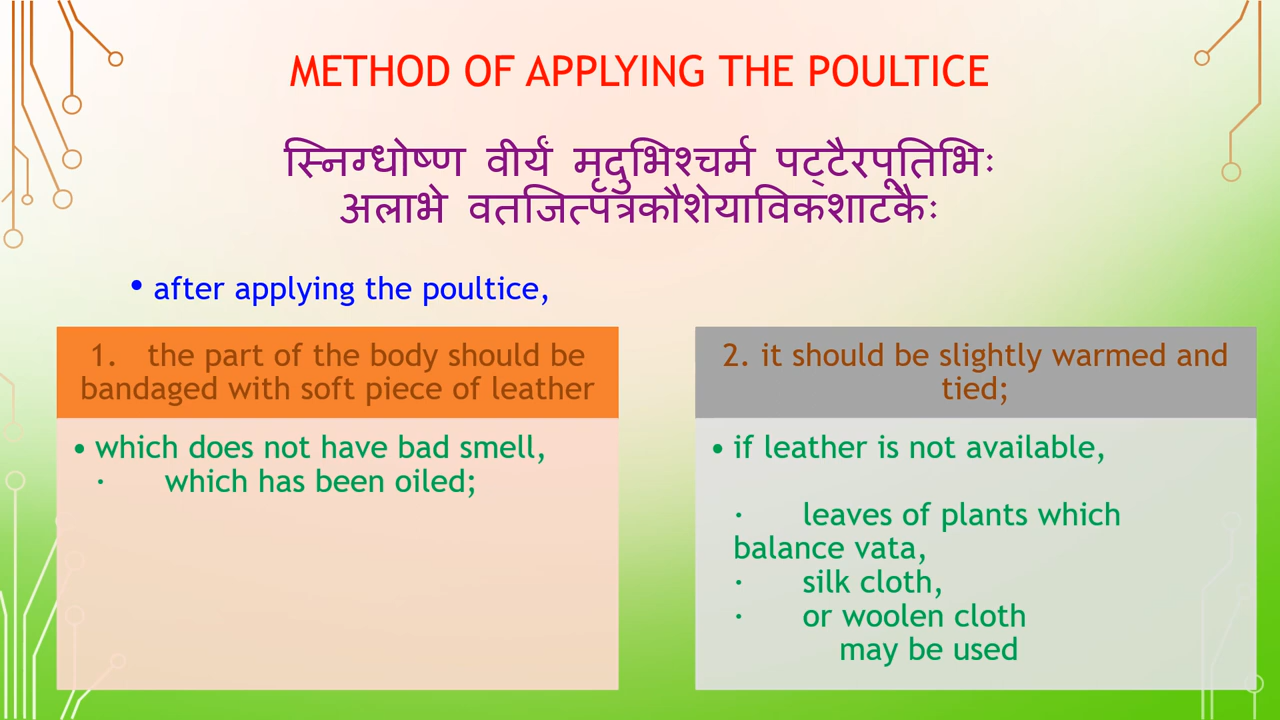 METHOD OF APPLYING THE POULTICE
स्निग्धोष्ण वीर्यं मृदुभिश्चर्म पट्टैरपूतिभिः
अलाभे वतजित्पत्रकौशेयाविकशाटकैः
• after applying the poultice,
1. the part of the body should be
bandaged with soft piece of leather
• which does not have bad smell,
· which has been oiled;
2. it should be slightly warmed and
tied;
• if leather is not available,
· leaves of plants which
balance vata,
· silk cloth,
· or woolen cloth
may be used